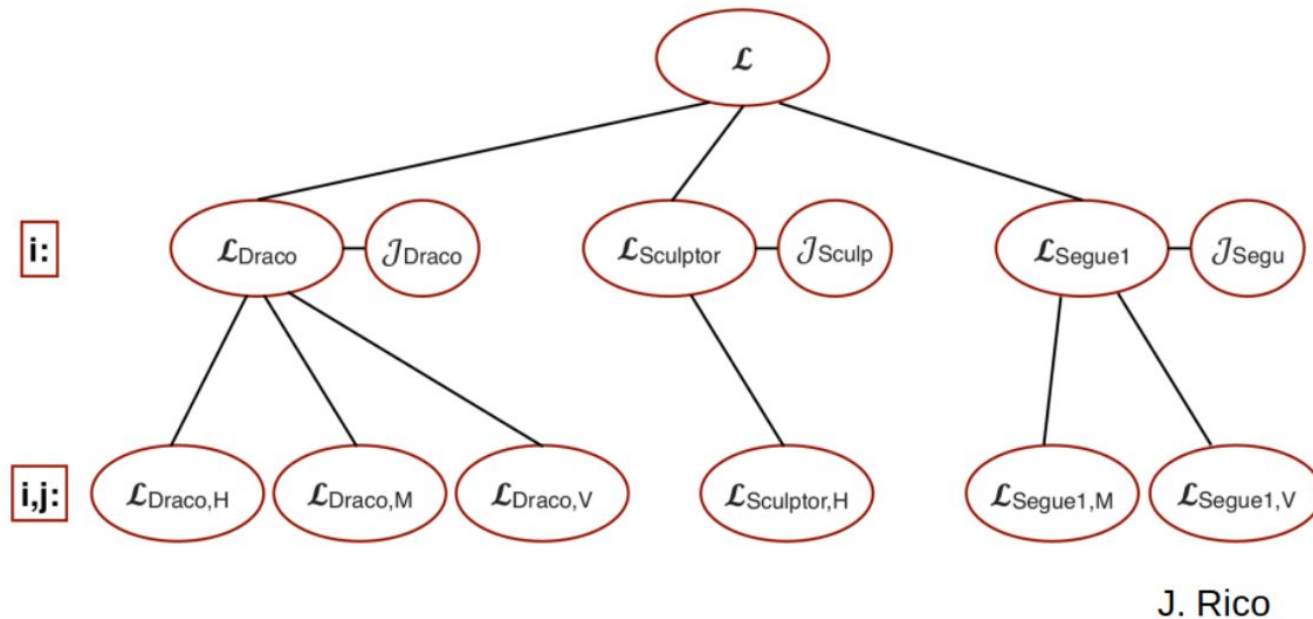 ℒ
i: ℒDraco 𝒥Draco ℒSculptor 𝒥Sculp ℒSegue1 𝒥Segu
i,j: ℒDraco,H ℒDraco,M ℒDraco,V ℒSculptor,H ℒSegue1,M ℒSegue1,V
J. Rico